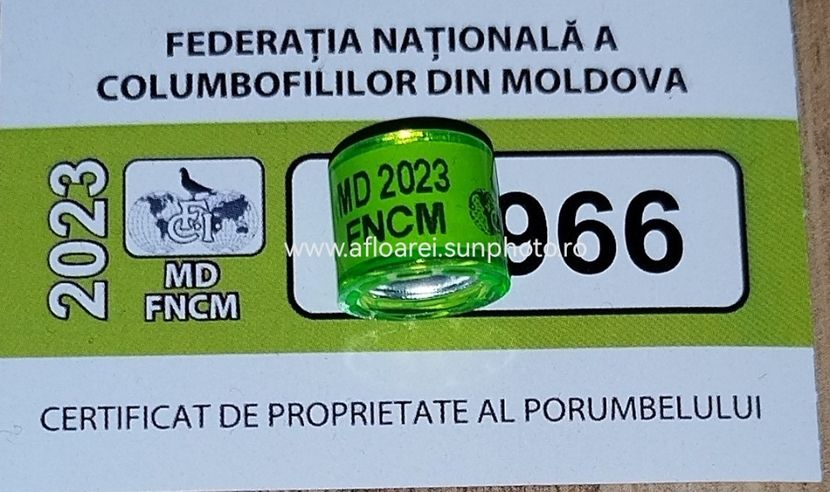 FEDERAȚIA NAȚIONALĂ A
COLUMBOFILILOR DIN MOLDOVA
2023
MD
FNCM
MD 2023
FNCM
966
www.afloarei.sunphoto.ro
CERTIFICAT DE PROPRIETATE AL PORUMBELULUI